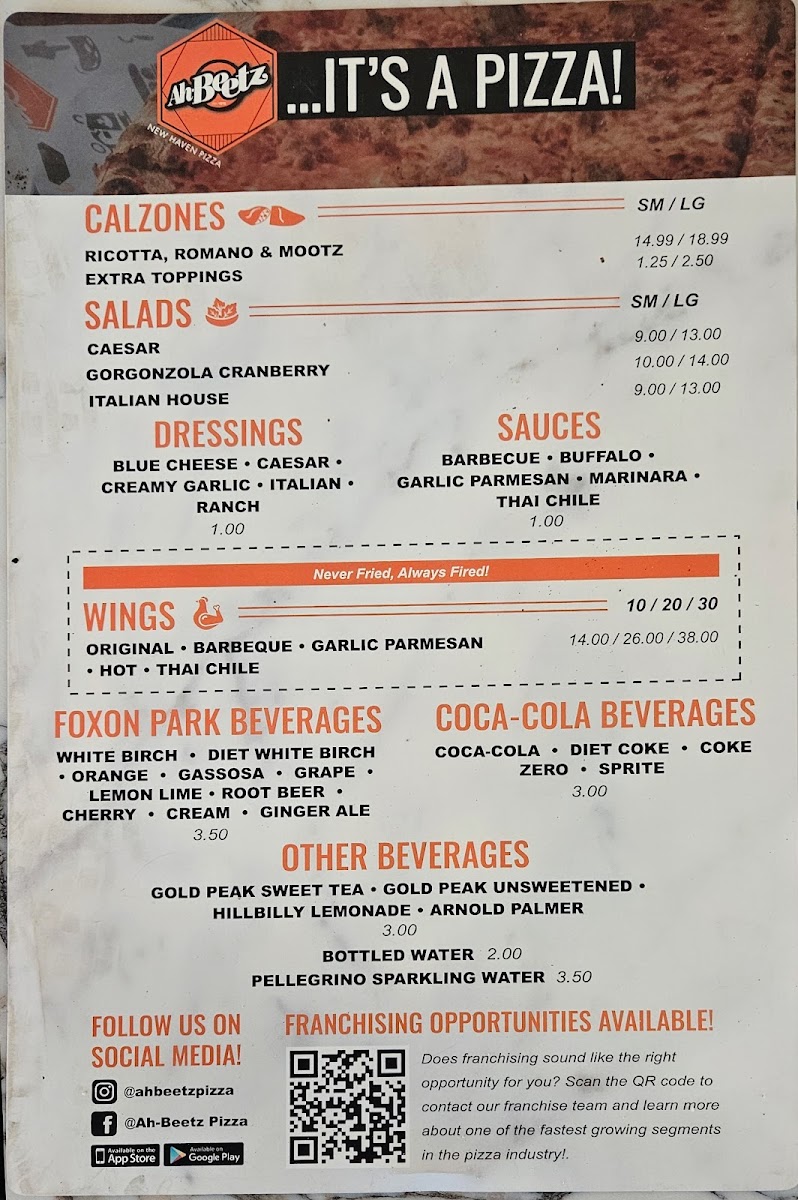 Ah-Beetz
NEW HAVEN PIZZA
...IT'S A PIZZA!
CALZONES SM / LG
RICOTTA, ROMANO & MOOTZ 14.99 / 18.99
EXTRA TOPPINGS 1.25 / 2.50
SALADS SM / LG
CAESAR 9.00 / 13.00
GORGONZOLA CRANBERRY 10.00 / 14.00
ITALIAN HOUSE 9.00 / 13.00
DRESSINGS
BLUE CHEESE • CAESAR •
CREAMY GARLIC • ITALIAN •
RANCH
1.00
SAUCES
BARBECUE • BUFFALO •
GARLIC PARMESAN • MARINARA •
THAI CHILE
1.00
Never Fired, Always Fired!
WINGS 10 / 20 / 30
ORIGINAL • BARBEQUE • GARLIC PARMESAN 14.00 / 26.00 / 38.00
• HOT • THAI CHILE
FOXON PARK BEVERAGES
WHITE BIRCH • DIET WHITE BIRCH
• ORANGE • GASSOSA • GRAPE •
LEMON LIME • ROOT BEER •
CHERRY • CREAM • GINGER ALE
3.50
COCA-COLA BEVERAGES
COCA-COLA • DIET COKE • COKE
ZERO • SPRITE
3.00
OTHER BEVERAGES
GOLD PEAK SWEET TEA • GOLD PEAK UNSWEETENED •
HILLBILLY LEMONADE • ARNOLD PALMER
3.00
BOTTLED WATER 2.00
PELLEGRINO SPARKLING WATER 3.50
FOLLOW US ON
SOCIAL MEDIA!
@ahbeetzpizza
@Ah-Beetz Pizza
Available on the
App Store
Available on
Google Play
FRANCHISING OPPORTUNITIES AVAILABLE!
Does franchising sound like the right
opportunity for you? Scan the QR code to
contact our franchise team and learn more
about one of the fastest growing segments
in the pizza industry!.